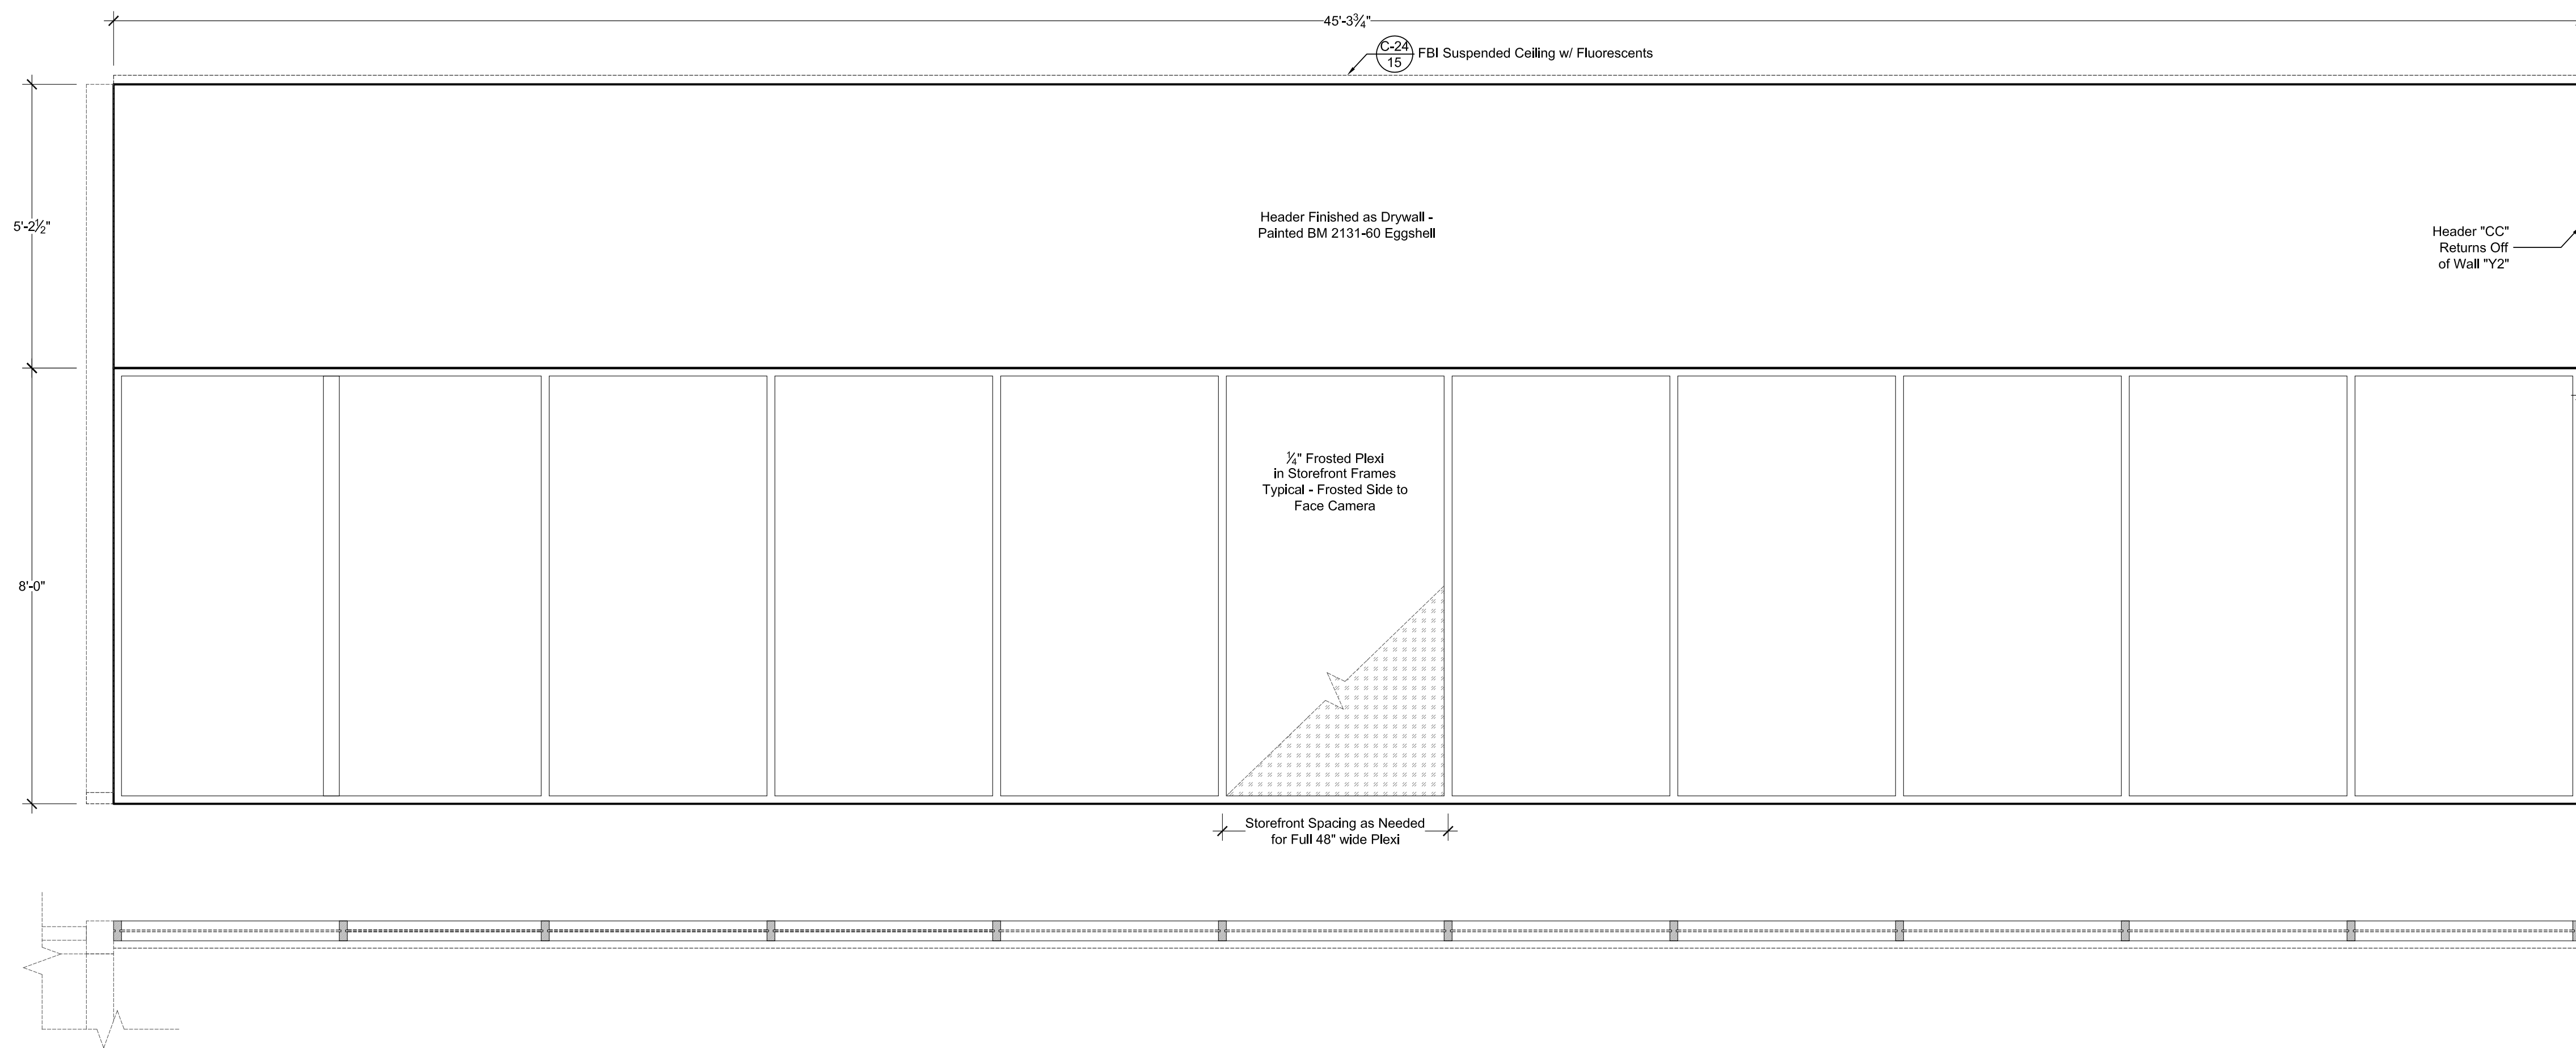 45'-3¾"
C-24
15
FBI Suspended Ceiling w/ Fluorescents
5'-2½"
Header Finished as Drywall -
Painted BM 2131-60 Eggshell
Header "CC"
Returns Off
of Wall "Y2"
¼" Frosted Plexi
in Storefront Frames
Typical - Frosted Side to
Face Camera
8'-0"
Storefront Spacing as Needed
for Full 48" wide Plexi